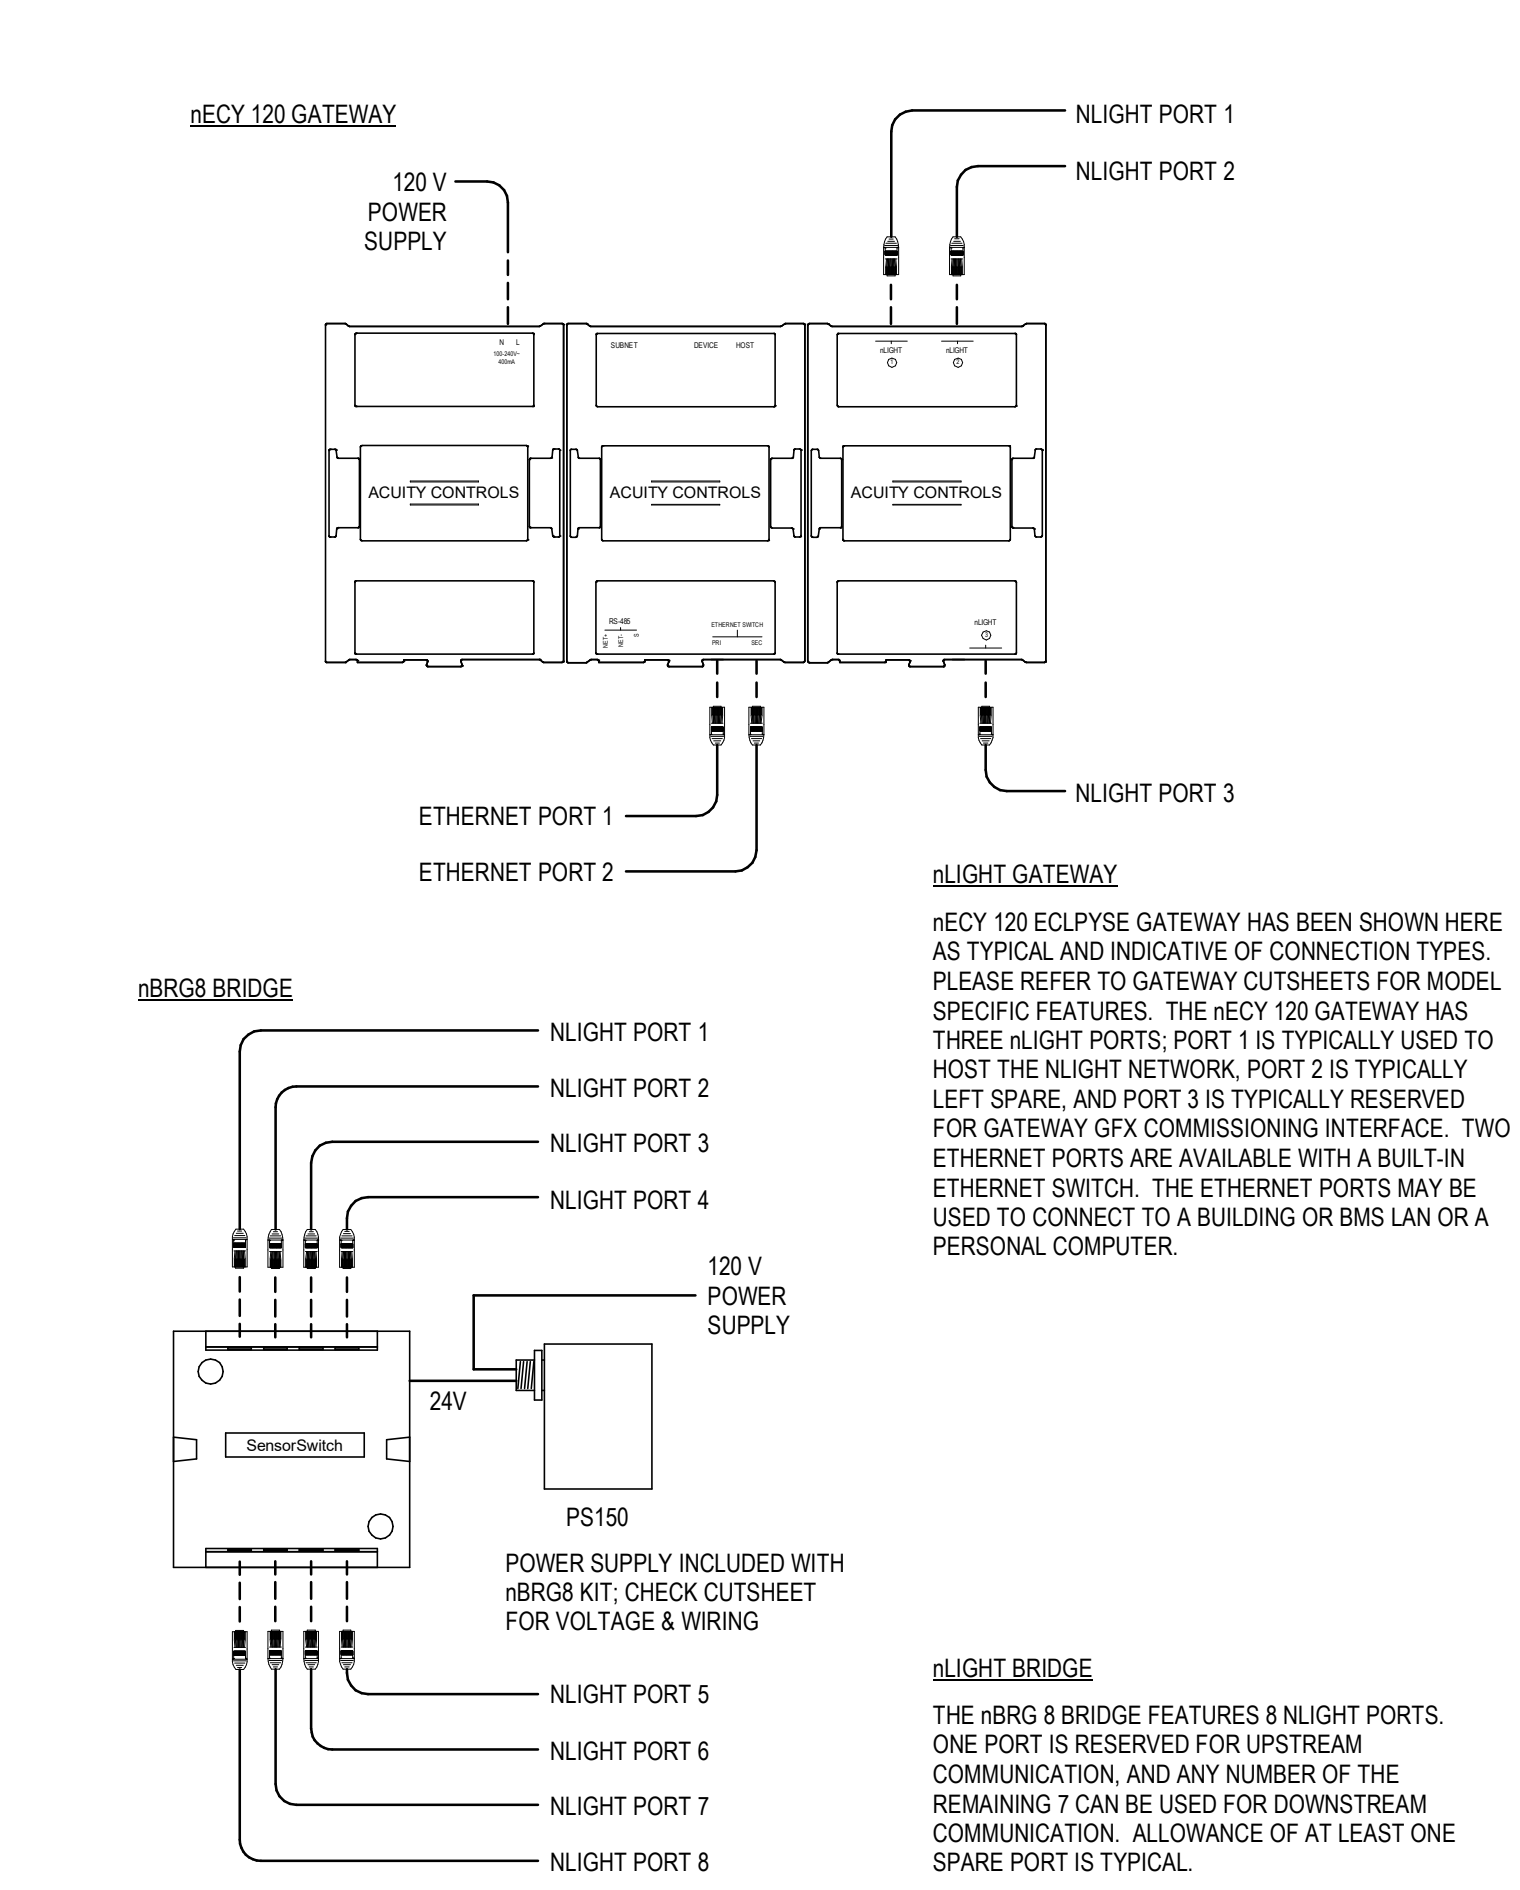 nECY 120 GATEWAY
NLIGHT PORT 1
NLIGHT PORT 2
120 V
POWER
SUPPLY
N L
100-240V~
400mA
SUBNET DEVICE HOST
nLIGHT
1
nLIGHT
2
ACUITY CONTROLS
ACUITY CONTROLS
ACUITY CONTROLS
RS-485
NET+
NET-
S
ETHERNET SWITCH
PRI SEC
nLIGHT
3
NLIGHT PORT 3
ETHERNET PORT 1
ETHERNET PORT 2
nLIGHT GATEWAY
nECY 120 ECLPYSE GATEWAY HAS BEEN SHOWN HERE
AS TYPICAL AND INDICATIVE OF CONNECTION TYPES.
PLEASE REFER TO GATEWAY CUTSHEETS FOR MODEL
SPECIFIC FEATURES. THE nECY 120 GATEWAY HAS
THREE nLIGHT PORTS; PORT 1 IS TYPICALLY USED TO
HOST THE NLIGHT NETWORK, PORT 2 IS TYPICALLY
LEFT SPARE, AND PORT 3 IS TYPICALLY RESERVED
FOR GATEWAY GFX COMMISSIONING INTERFACE. TWO
ETHERNET PORTS ARE AVAILABLE WITH A BUILT-IN
ETHERNET SWITCH. THE ETHERNET PORTS MAY BE
USED TO CONNECT TO A BUILDING OR BMS LAN OR A
PERSONAL COMPUTER.
nBRG8 BRIDGE
NLIGHT PORT 1
NLIGHT PORT 2
NLIGHT PORT 3
NLIGHT PORT 4
120 V
POWER
SUPPLY
24V
SensorSwitch
PS150
POWER SUPPLY INCLUDED WITH
nBRG8 KIT; CHECK CUTSHEET
FOR VOLTAGE & WIRING
NLIGHT PORT 5
NLIGHT PORT 6
NLIGHT PORT 7
NLIGHT PORT 8
nLIGHT BRIDGE
THE nBRG 8 BRIDGE FEATURES 8 NLIGHT PORTS.
ONE PORT IS RESERVED FOR UPSTREAM
COMMUNICATION, AND ANY NUMBER OF THE
REMAINING 7 CAN BE USED FOR DOWNSTREAM
COMMUNICATION. ALLOWANCE OF AT LEAST ONE
SPARE PORT IS TYPICAL.